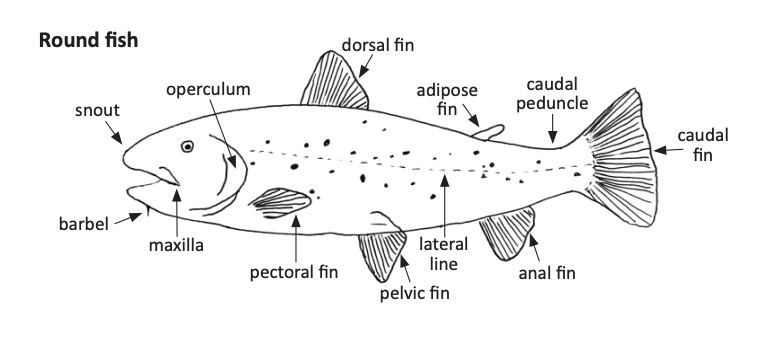 Round fish
dorsal fin
operculum
adipose
fin
caudal
peduncle
snout
caudal
fin
barbel
maxilla
pectoral fin
pelvic fin
lateral
line
anal fin